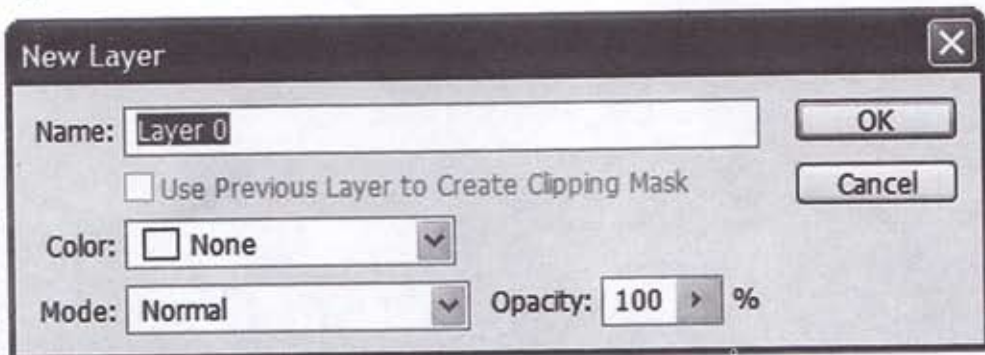 New Layer
Name: Layer 0 OK
Use Previous Layer to Create Clipping Mask Cancel
Color: None
Mode: Normal Opacity: 100 %